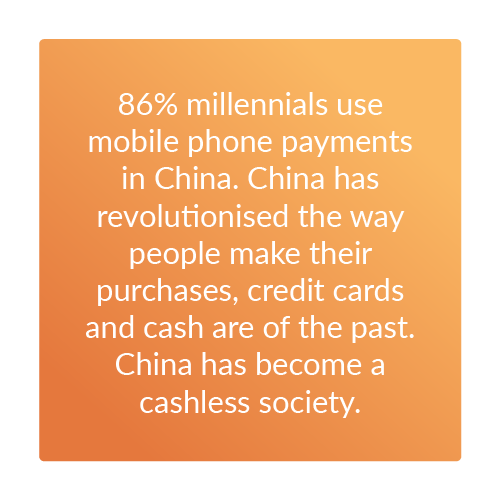 86% millennials use
mobile phone payments
in China. China has
revolutionised the way
people make their
purchases, credit cards
and cash are of the past.
China has become a
cashless society.